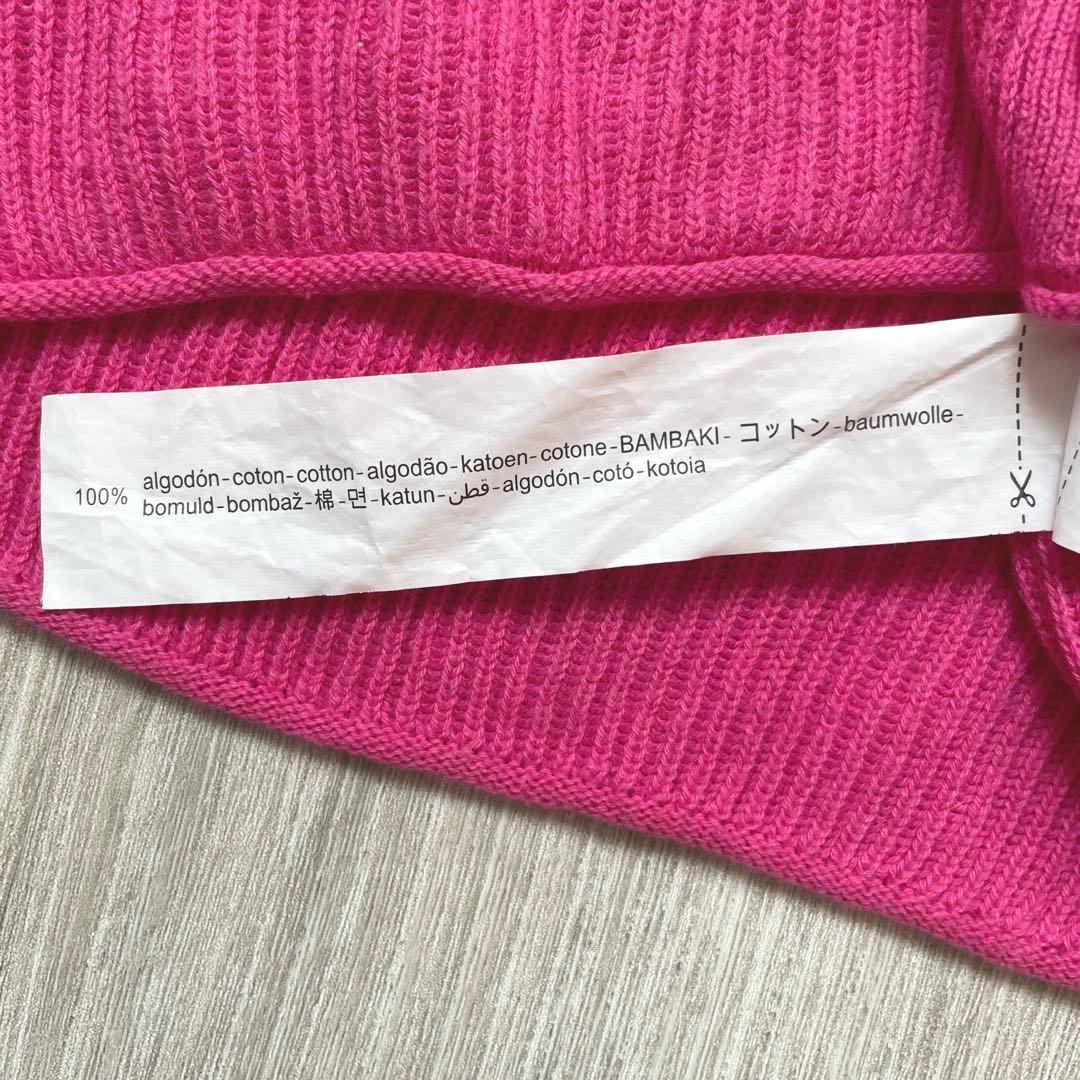 100%
algodón-coton-cotton-algodão-katoen-cotone-BAMBAKI-コットン-baumwolle-
bomuld-bombaž-棉-면-katun-قطن-algodón-cotó-kotoia